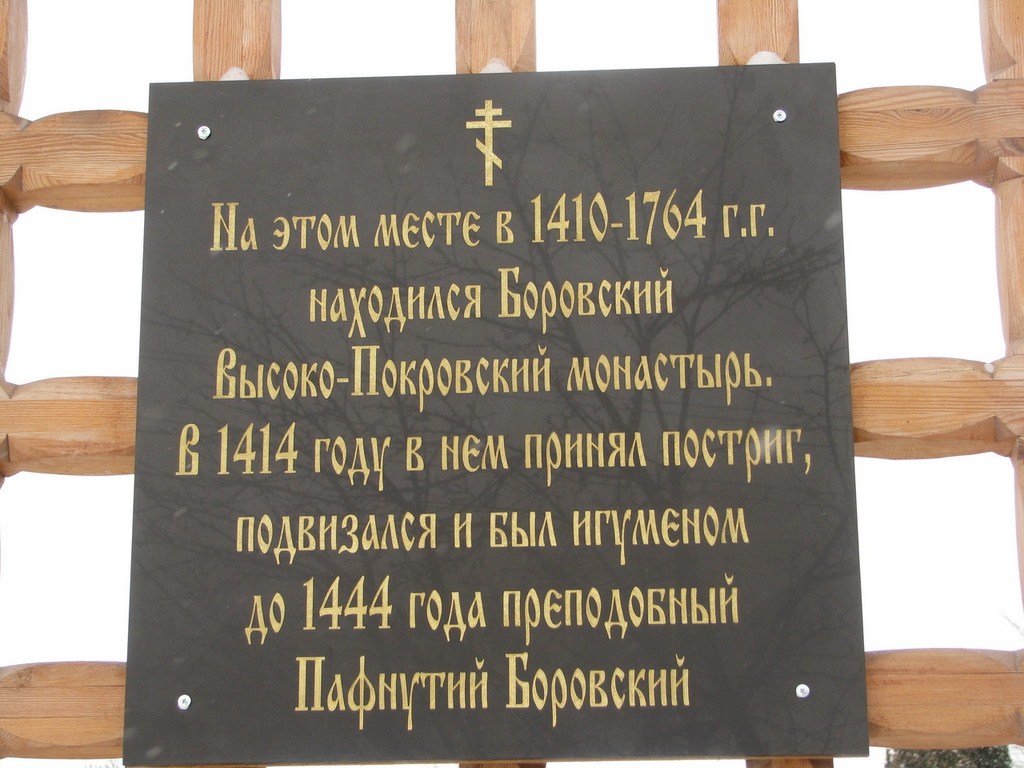 На этом месте в 1410-1764 г.г.
находился Боровский
Высоко-Покровский монастырь.
В 1414 году в нем принял постриг,
подвизался и был игуменом
до 1444 года преподобный
Пафнутий Боровский